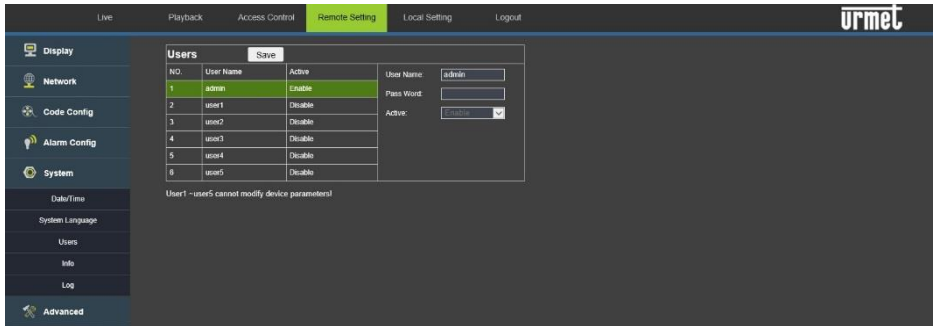 Live Playback Access Control Remote Setting Local Setting Logout urmet
Display
Network
Code Config
Alarm Config
System
Date/Time
System Language
Users
Info
Log
Advanced
Users Save
NO. User Name Active
1 admin Enable
2 user1 Disable
3 user2 Disable
4 user3 Disable
5 user4 Disable
6 user5 Disable
User Name: admin
Pass Word:
Active: Enable
User1 ~user5 cannot modify device parameters!